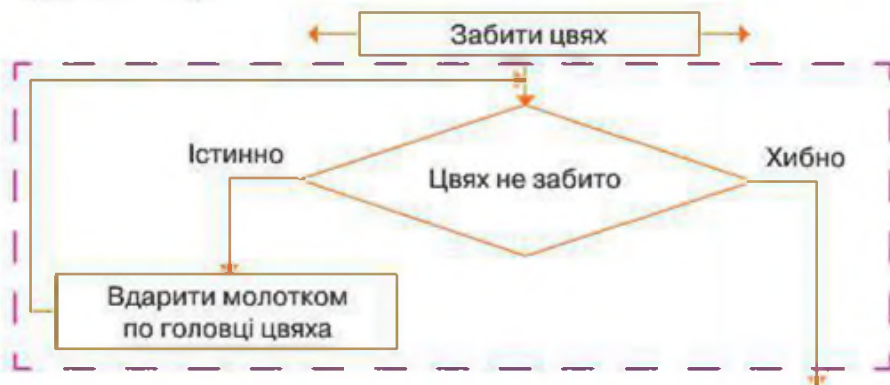 Забити цвях
Істинно
Цвях не забито
Хибно
Вдарити молотком
по головці цвяха